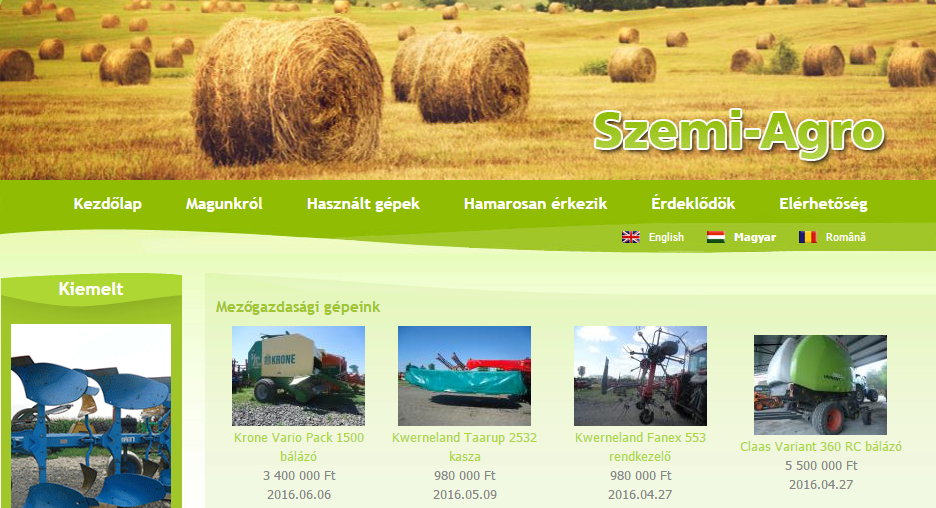 Szemi-Agro
Kezdőlap Magunkról Használt gépek Hamarosan érkezik Érdeklődök Elérhetőség
English Magyar Română
Kiemelt
Mezőgazdasági gépeink
KRONE
Krone Vario Pack 1500
bálázó
3 400 000 Ft
2016.06.06
Kwerneland Taarup 2532
kasza
980 000 Ft
2016.05.09
Kwerneland Fanex 553
rendkezelő
980 000 Ft
2016.04.27
Claas Variant 360 RC bálázó
5 500 000 Ft
2016.04.27